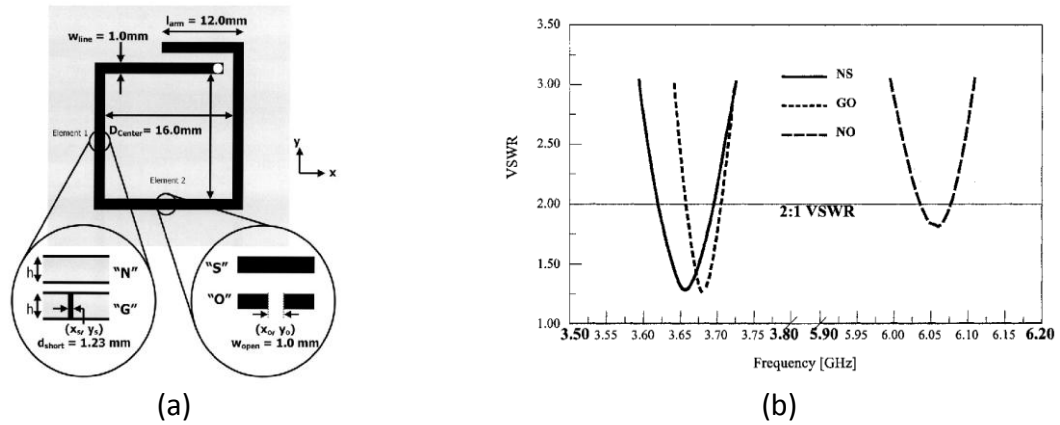 l_arm = 12.0mm
w_line = 1.0mm
D_Center = 16.0mm
Element 1
Element 2
y
x
h
"N"
"S"
h
"G"
"O"
(x_s, y_s)
d_short = 1.23 mm
(x_o, y_o)
w_open = 1.0 mm
(a)
3.50
3.00
2.50
2.00
1.50
1.00
VSWR
NS
GO
NO
2:1 VSWR
3.50 3.55 3.60 3.65 3.70 3.75 3.80 5.90 5.95 6.00 6.05 6.10 6.15 6.20
Frequency [GHz]
(b)